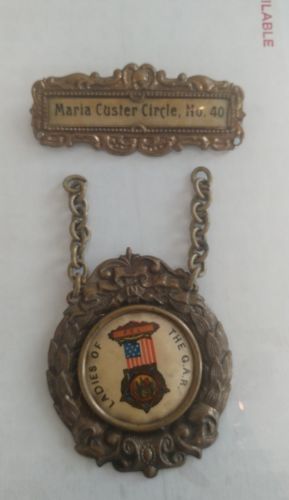 ILABLE
Maria Custer Circle, No. 40
LADIES OF THE G.A.R.